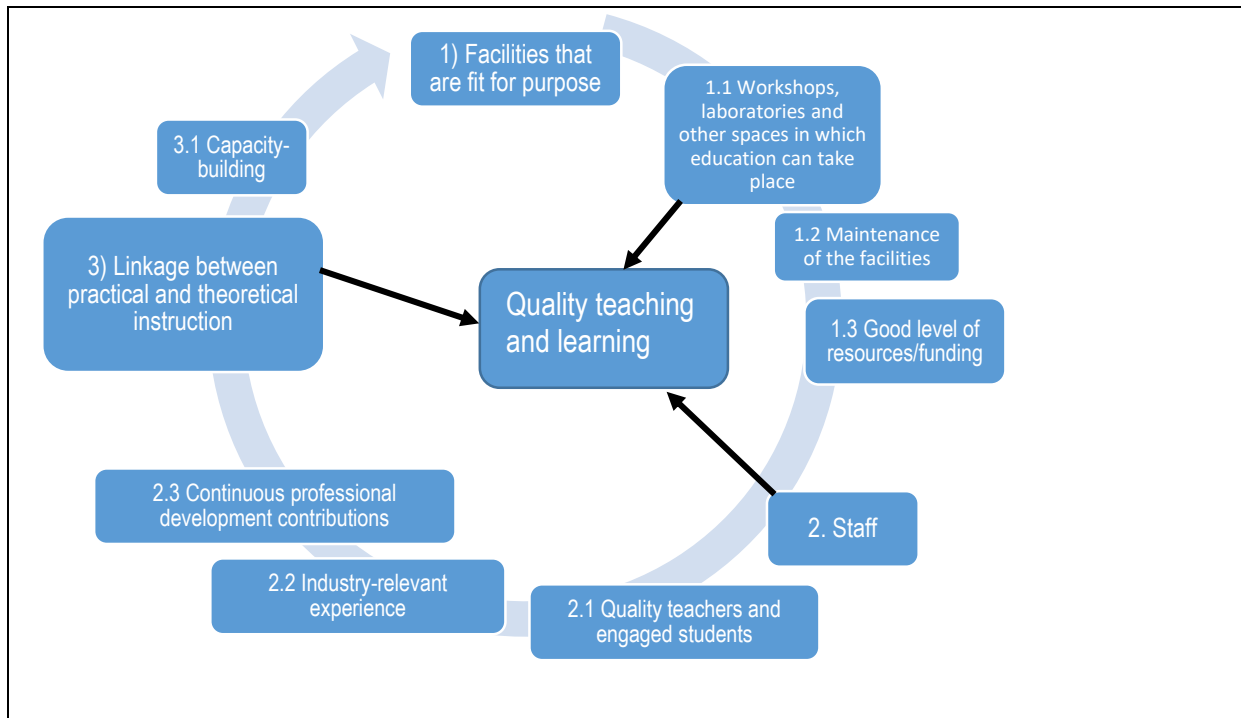 1) Facilities that
are fit for purpose
1.1 Workshops,
laboratories and
other spaces in which
education can take
place
1.2 Maintenance
of the facilities
1.3 Good level of
resources/funding
2. Staff
2.1 Quality teachers and
engaged students
2.2 Industry-relevant
experience
2.3 Continuous professional
development contributions
3) Linkage between
practical and theoretical
instruction
3.1 Capacity-
building
Quality teaching
and learning